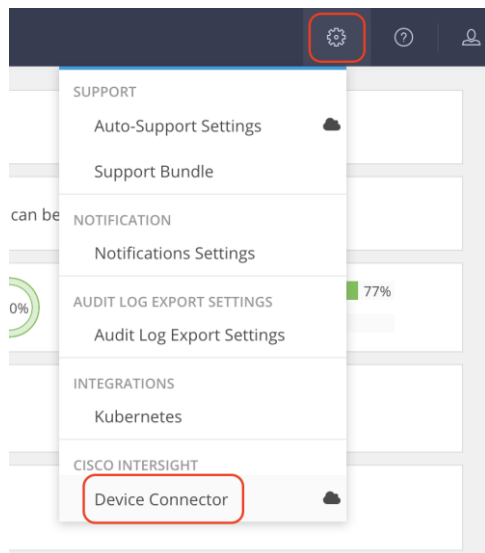 SUPPORT
Auto-Support Settings
Support Bundle
can be
NOTIFICATION
Notifications Settings
77%
0%
AUDIT LOG EXPORT SETTINGS
Audit Log Export Settings
INTEGRATIONS
Kubernetes
CISCO INTERSIGHT
Device Connector